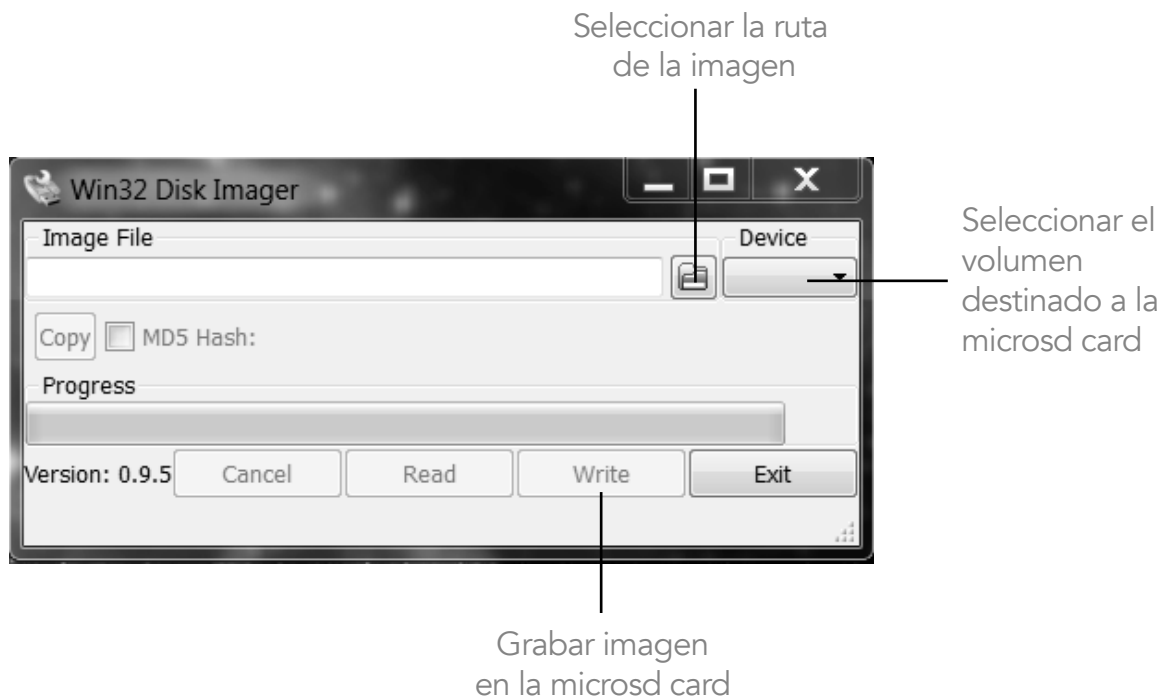 Seleccionar la ruta
de la imagen
Win32 Disk Imager
Image File
Device
Copy
MD5 Hash:
Progress
Version: 0.9.5
Cancel
Read
Write
Exit
Seleccionar el
volumen
destinado a la
microsd card
Grabar imagen
en la microsd card